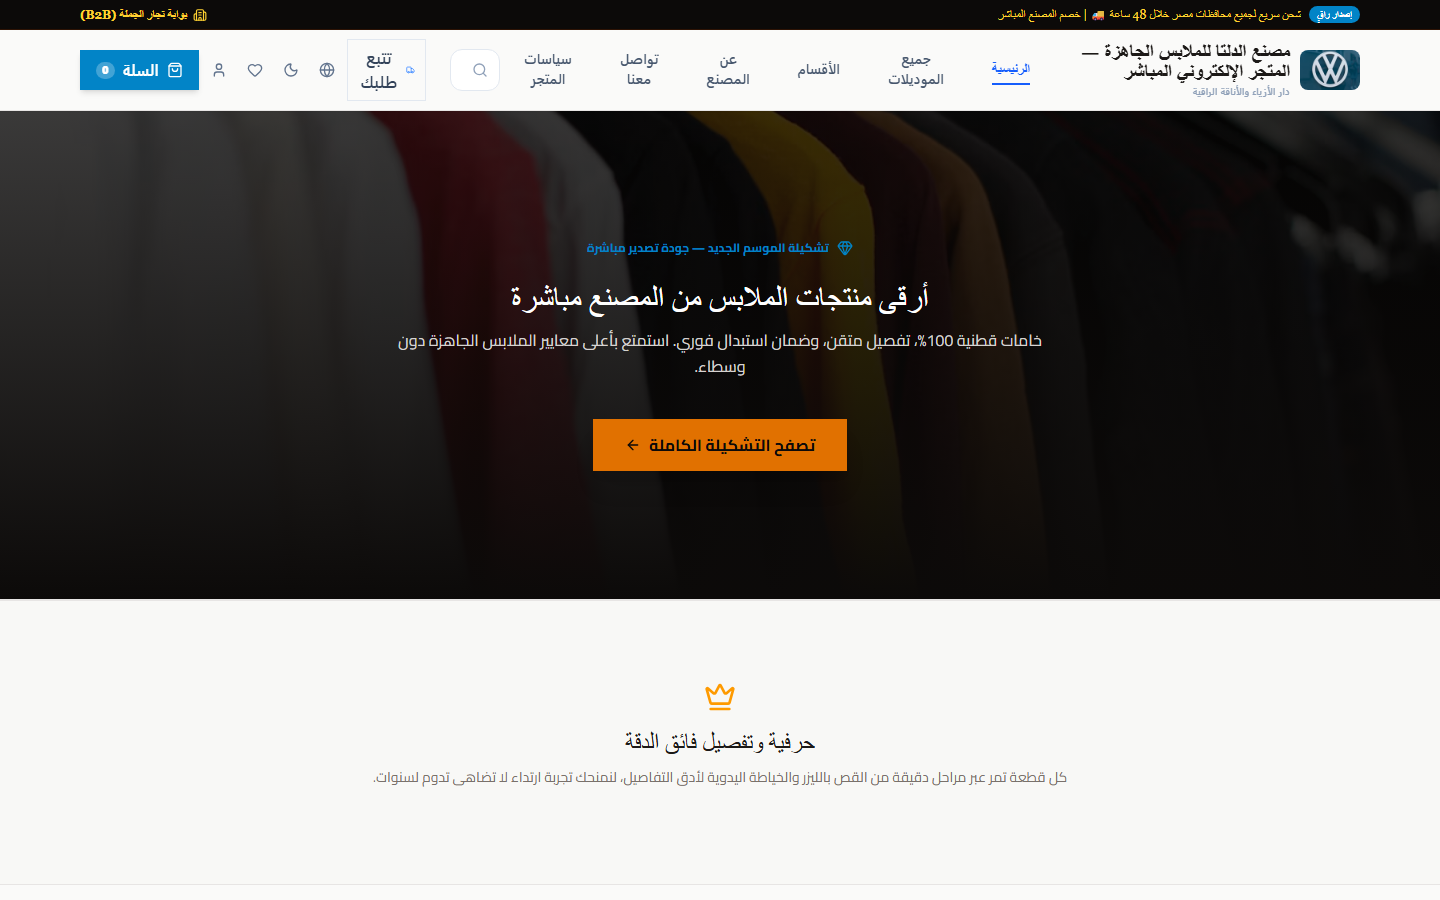 إصدار راقي
شحن سريع لجميع محافظات مصر خلال 48 ساعة 🚚 | خصم المصنع المباشر
بوابة تجار الجملة (B2B)
مصنع الدلتا للملابس الجاهزة —
المتجر الإلكتروني المباشر
دار الأزياء والأناقة الراقية
الرئيسية
جميع
الموديلات
الأقسام
عن
المصنع
تواصل
معنا
سياسات
المتجر
تتبع
طلبك
السلة
0
تشكيلة الموسم الجديد — جودة تصدير مباشرة
أرقى منتجات الملابس من المصنع مباشرة
خامات قطنية 100%، تفصيل متقن، وضمان استبدال فوري. استمتع بأعلى معايير الملابس الجاهزة دون
وسطاء.
تصفح التشكيلة الكاملة
حرفية وتفصيل فائق الدقة
كل قطعة تمر عبر مراحل دقيقة من القص بالليزر والخياطة اليدوية لأدق التفاصيل، لنمنحك تجربة ارتداء لا تضاهى تدوم لسنوات.